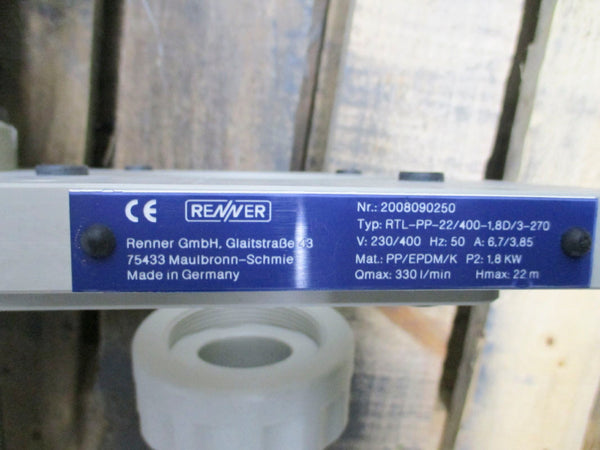 CE RENNER
Renner GmbH, Glaitstraße 43
75433 Maulbronn-Schmie
Made in Germany
Nr.: 2008090250
Typ: RTL-PP-22/400-1,8D/3-270
V: 230/400 Hz: 50 A: 6,7/3,85
Mat.: PP/EPDM/K P2: 1.8 KW
Qmax: 330 l/min Hmax: 22 m